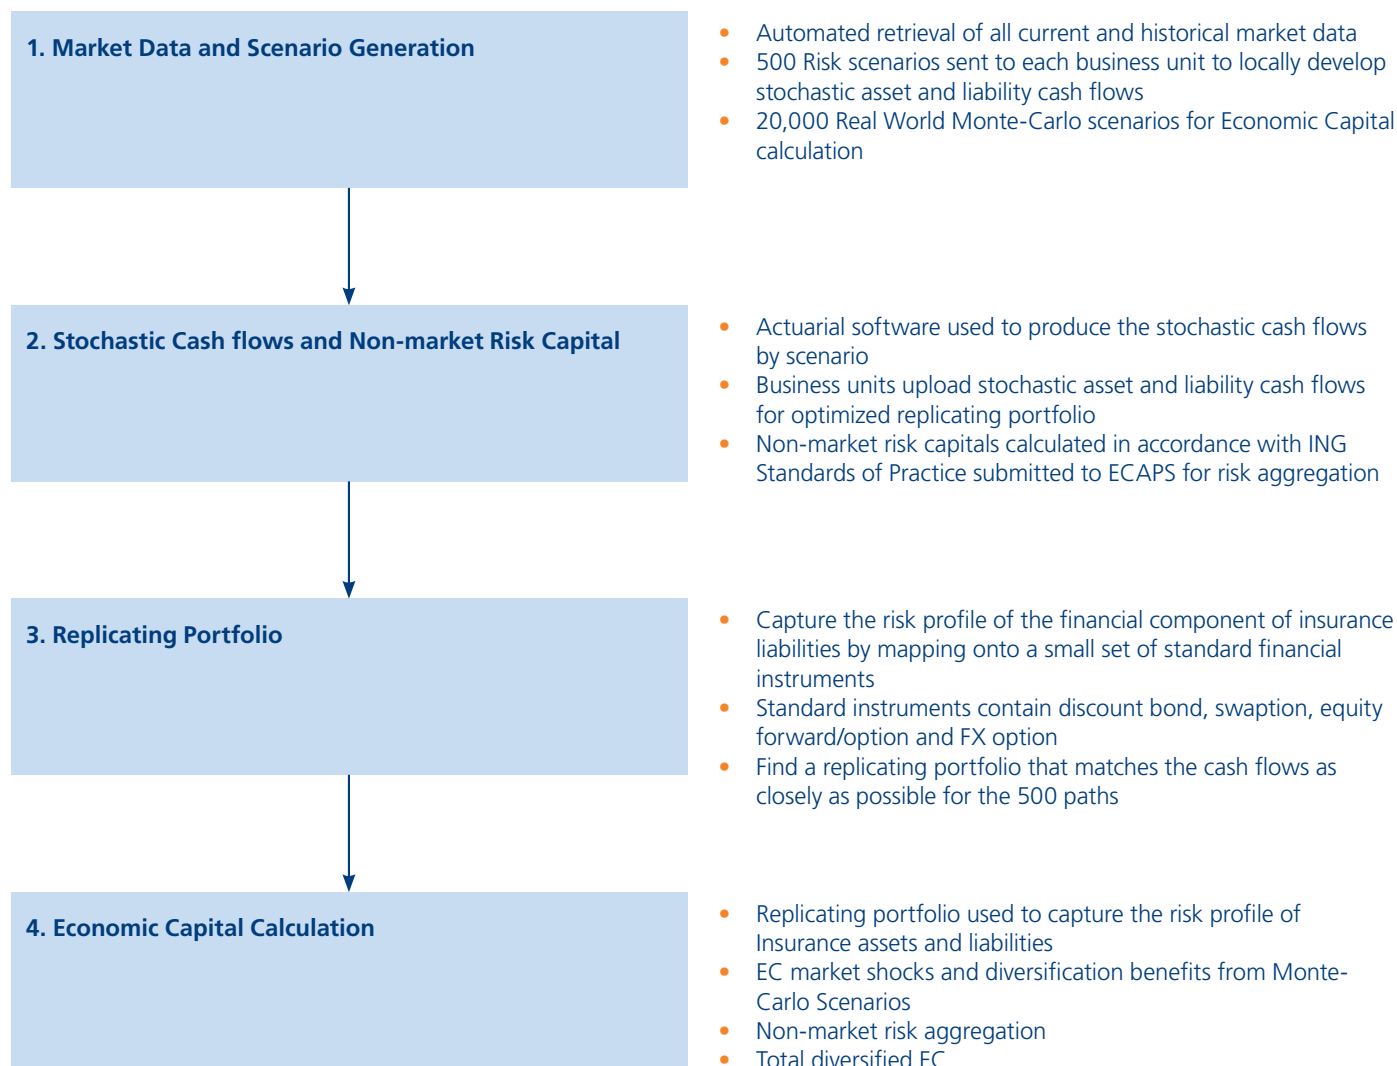 1. Market Data and Scenario Generation
• Automated retrieval of all current and historical market data
• 500 Risk scenarios sent to each business unit to locally develop
stochastic asset and liability cash flows
• 20,000 Real World Monte-Carlo scenarios for Economic Capital
calculation
2. Stochastic Cash flows and Non-market Risk Capital
• Actuarial software used to produce the stochastic cash flows
by scenario
• Business units upload stochastic asset and liability cash flows
for optimized replicating portfolio
• Non-market risk capitals calculated in accordance with ING
Standards of Practice submitted to ECAPS for risk aggregation
3. Replicating Portfolio
• Capture the risk profile of the financial component of insurance
liabilities by mapping onto a small set of standard financial
instruments
• Standard instruments contain discount bond, swaption, equity
forward/option and FX option
• Find a replicating portfolio that matches the cash flows as
closely as possible for the 500 paths
4. Economic Capital Calculation
• Replicating portfolio used to capture the risk profile of
Insurance assets and liabilities
• EC market shocks and diversification benefits from Monte-
Carlo Scenarios
• Non-market risk aggregation
• Total diversified EC